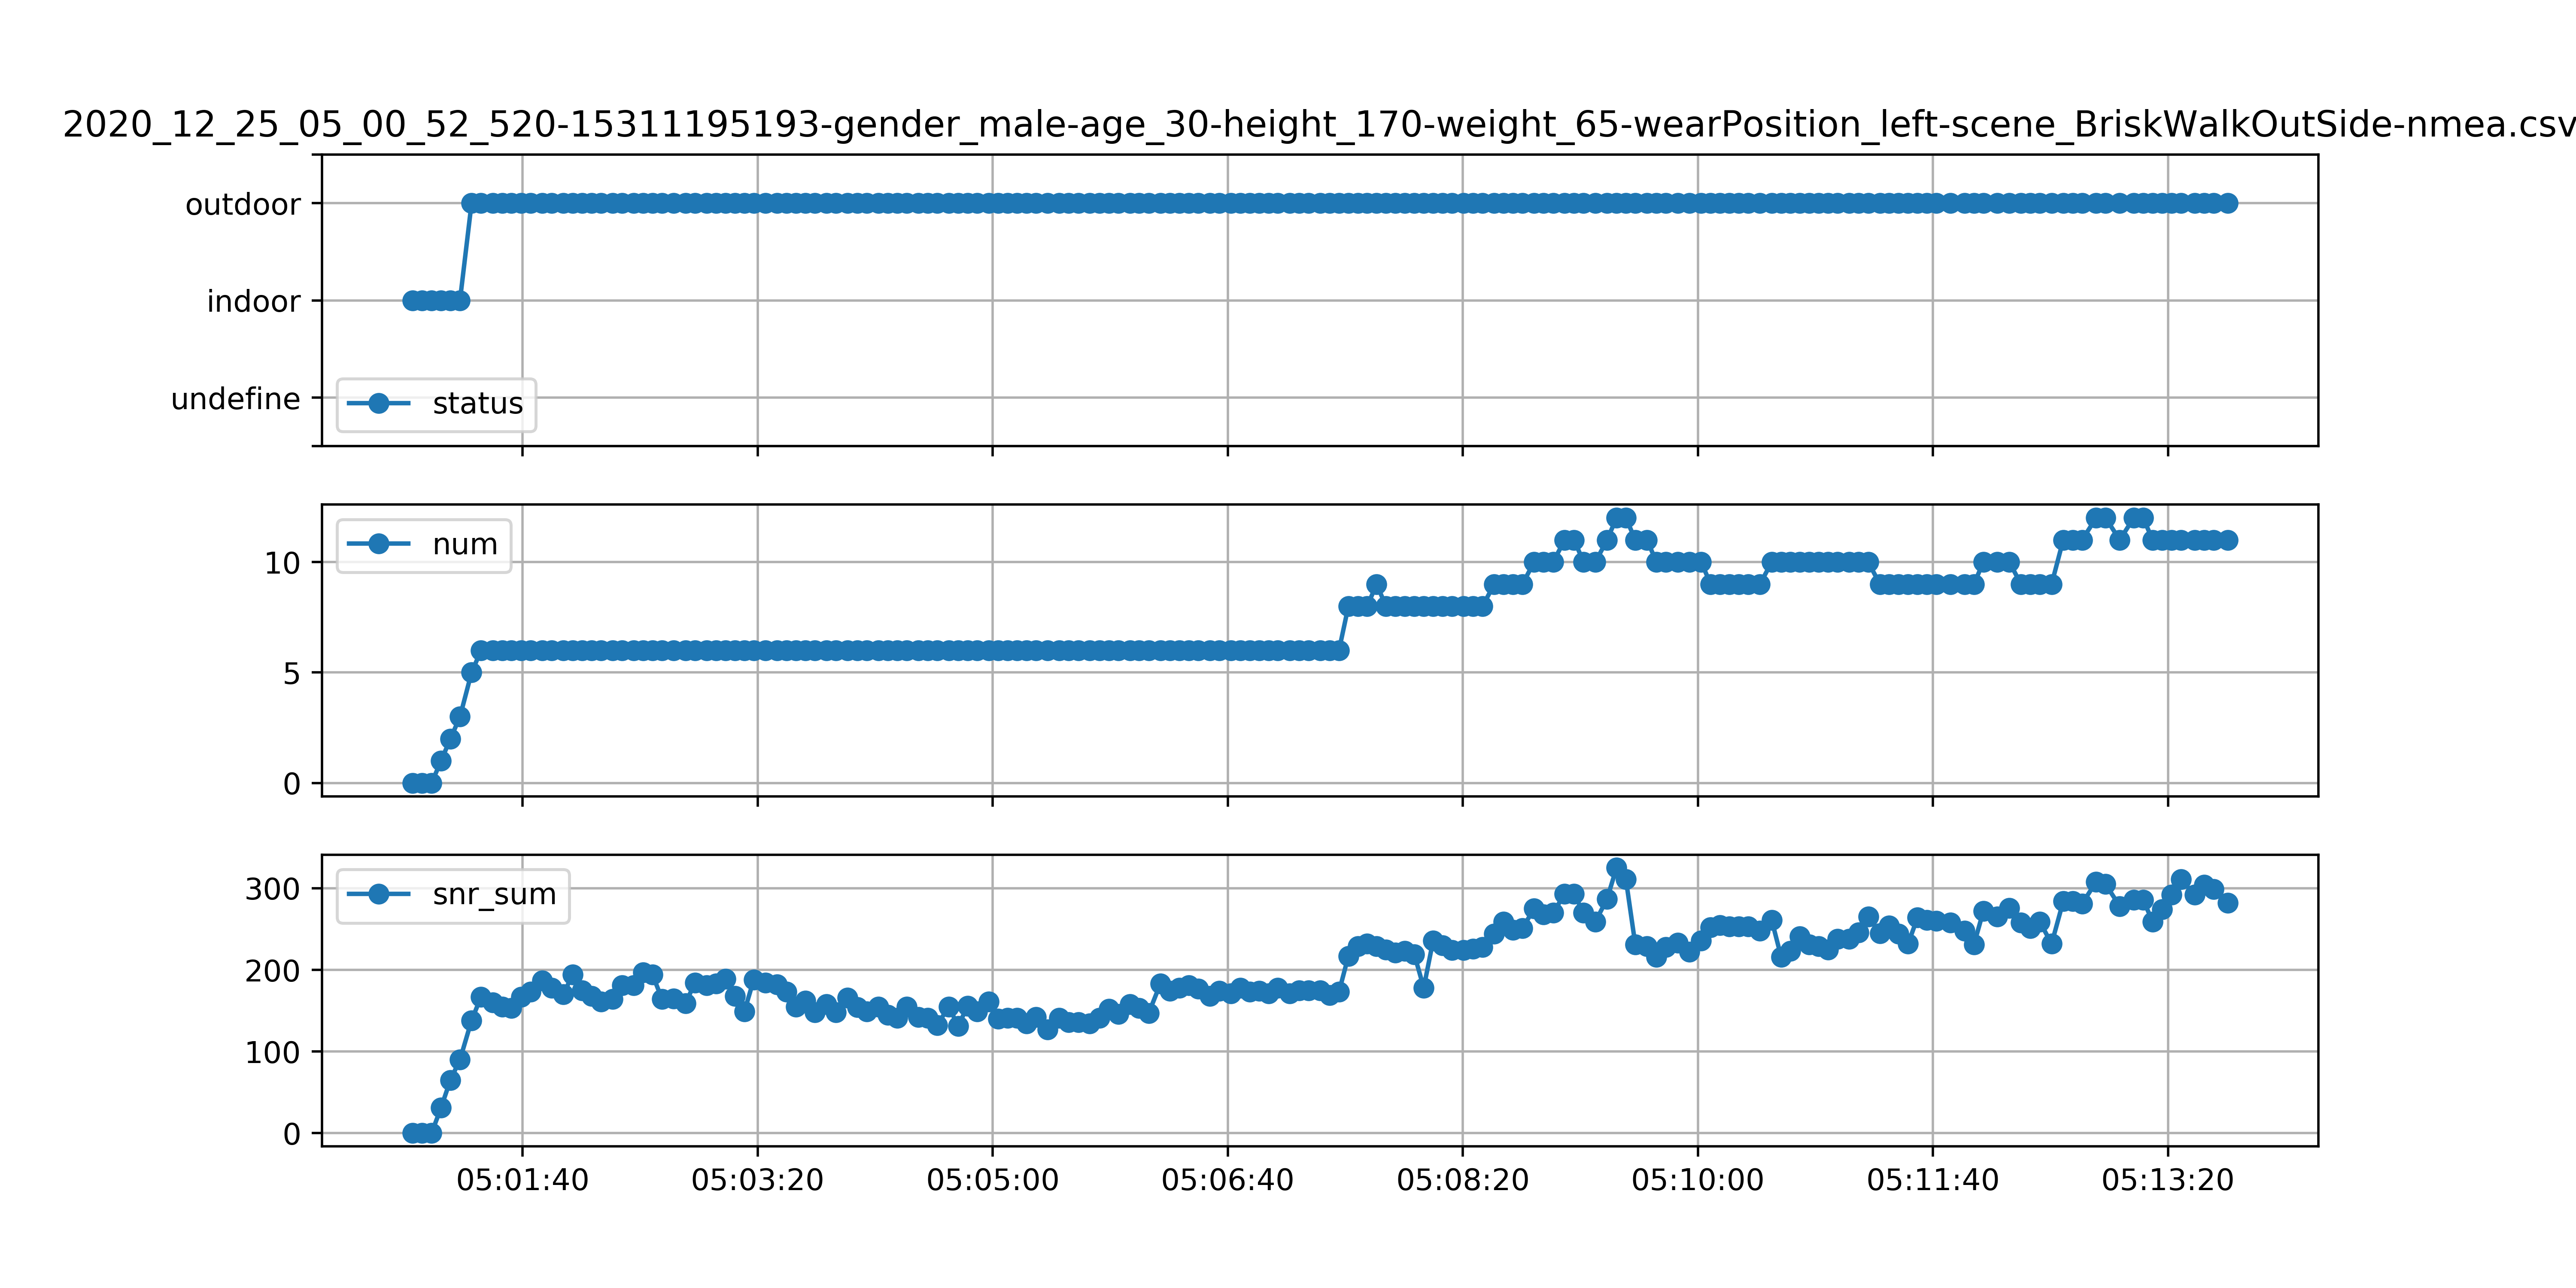 2020_12_25_05_00_52_520-15311195193-gender_male-age_30-height_170-weight_65-wearPosition_left-scene_BriskWalkOutSide-nmea.csv
outdoor
indoor
undefine
status
num
10
5
0
snr_sum
300
200
100
0
05:01:40 05:03:20 05:05:00 05:06:40 05:08:20 05:10:00 05:11:40 05:13:20